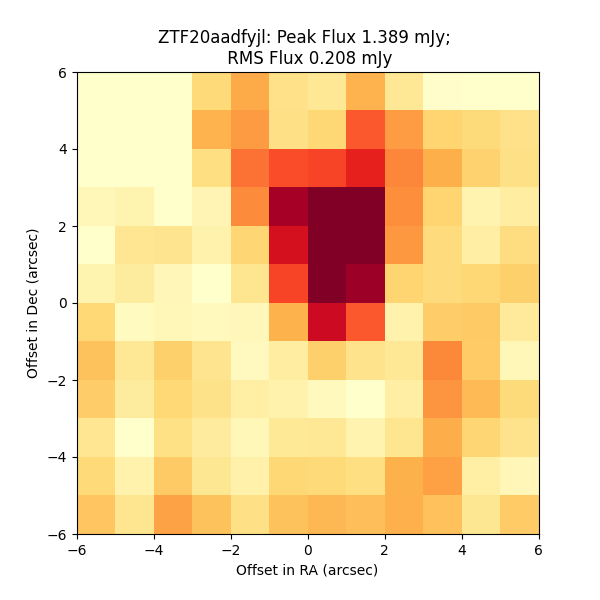 ZTF20aadfyjl: Peak Flux 1.389 mJy;
RMS Flux 0.208 mJy
6
4
2
0
−2
−4
−6
Offset in Dec (arcsec)
−6 −4 −2 0 2 4 6
Offset in RA (arcsec)